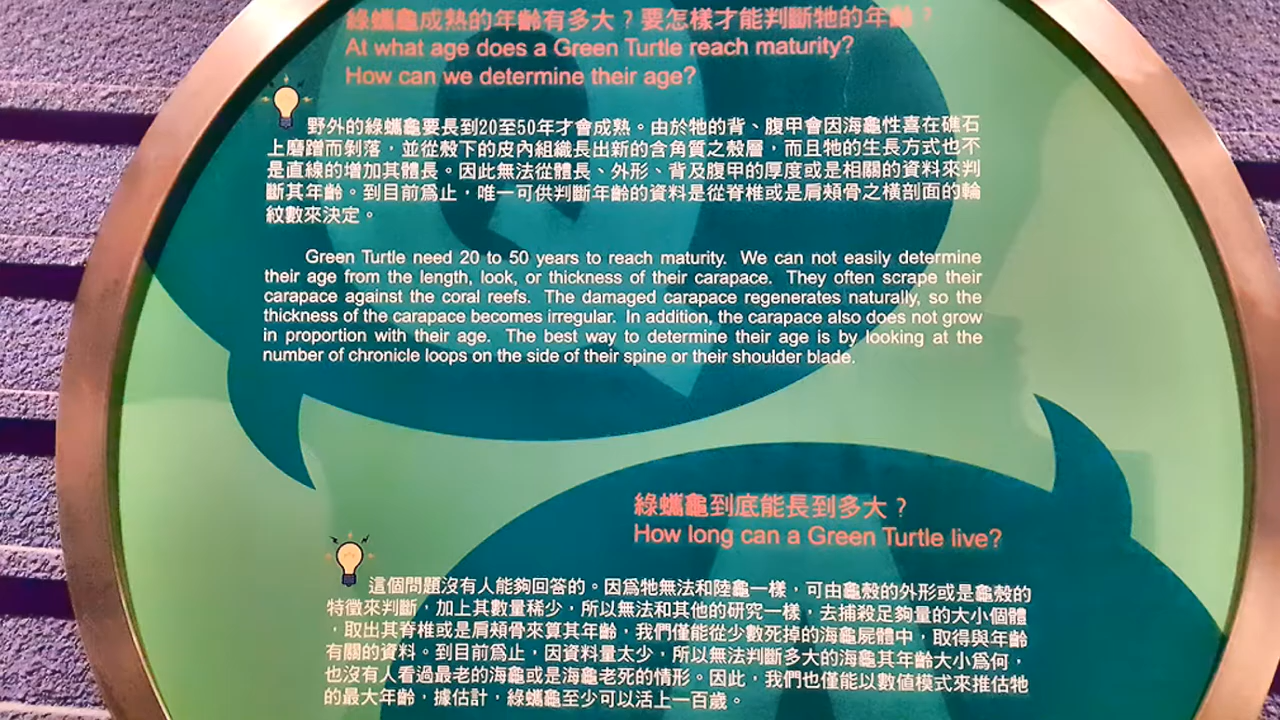 綠蠵龜成熟的年齡有多大？要怎樣才能判斷牠的年齡？
At what age does a Green Turtle reach maturity?
How can we determine their age?
野外的綠蠵龜要長到20至50年才會成熟。由於牠的背、腹甲會因海龜性喜在礁石
上磨蹭而剝落，並從殼下的皮內組織長出新的含角質之殼層，而且牠的生長方式也不
是直線的增加其體長。因此無法從體長、外形、背及腹甲的厚度或是相關的資料來判
斷其年齡。到目前為止，唯一可供判斷年齡的資料是從脊椎或是肩頰骨之橫剖面的輪
紋數來決定。
Green Turtle need 20 to 50 years to reach maturity. We can not easily determine
their age from the length, look, or thickness of their carapace. They often scrape their
carapace against the coral reefs. The damaged carapace regenerates naturally, so the
thickness of the carapace becomes irregular. In addition, the carapace also does not grow
in proportion with their age. The best way to determine their age is by looking at the
number of chronicle loops on the side of their spine or their shoulder blade.
綠蠵龜到底能長到多大？
How long can a Green Turtle live?
這個問題沒有人能夠回答的。因為牠無法和陸龜一樣，可由龜殼的外形或是龜殼的
特徵來判斷，加上其數量稀少，所以無法和其他的研究一樣，去捕殺足夠量的大小個體
，取出其脊椎或是肩頰骨來算其年齡，我們僅能從少數死掉的海龜屍體中，取得與年齡
有關的資料。到目前為止，因資料量太少，所以無法判斷多大的海龜其年齡大小為何，
也沒有人看過最老的海龜或是海龜老死的情形。因此，我們也僅能以數值模式來推估牠
的最大年齡，據估計，綠蠵龜至少可以活上一百歲。